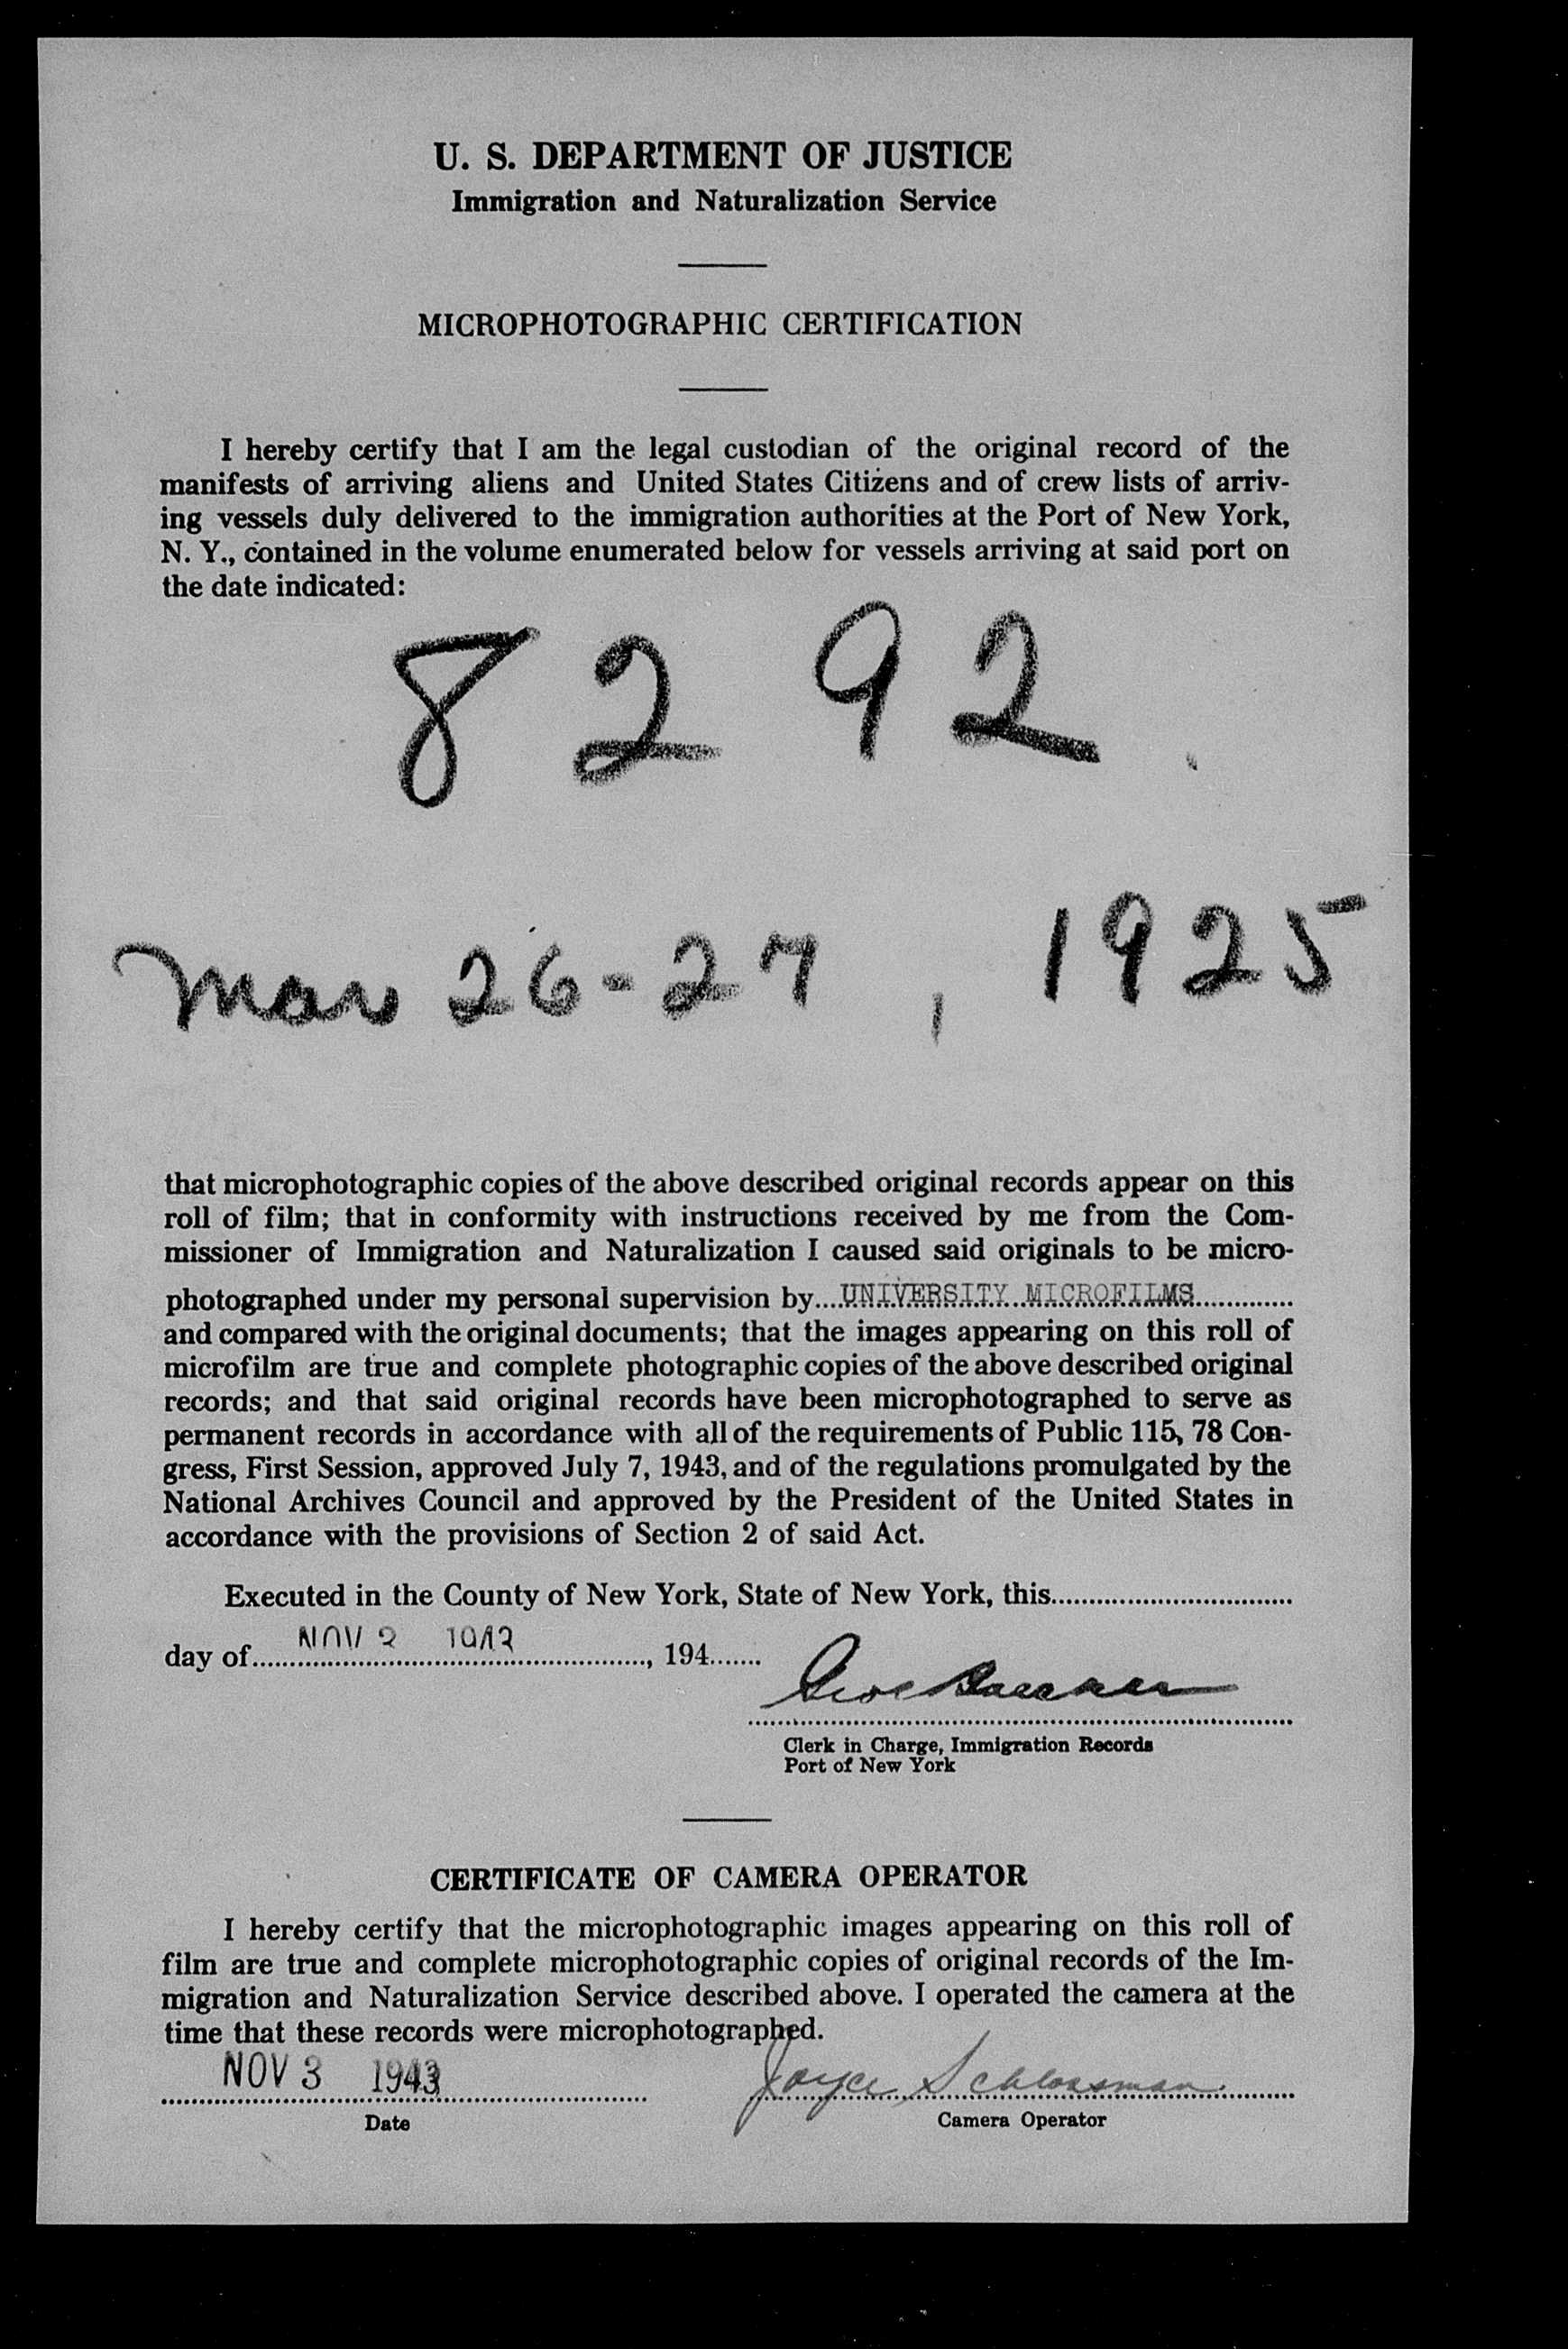 U. S. DEPARTMENT OF JUSTICE
Immigration and Naturalization Service
MICROPHOTOGRAPHIC CERTIFICATION
I hereby certify that I am the legal custodian of the original record of the
manifests of arriving aliens and United States Citizens and of crew lists of arriv-
ing vessels duly delivered to the immigration authorities at the Port of New York,
N. Y., contained in the volume enumerated below for vessels arriving at said port on
the date indicated:
8292
Mar 26-27, 1925
that microphotographic copies of the above described original records appear on this
roll of film; that in conformity with instructions received by me from the Com-
missioner of Immigration and Naturalization I caused said originals to be micro-
photographed under my personal supervision by....UNIVERSITY MICROFILMS.............
and compared with the original documents; that the images appearing on this roll of
microfilm are true and complete photographic copies of the above described original
records; and that said original records have been microphotographed to serve as
permanent records in accordance with all of the requirements of Public 115, 78 Con-
gress, First Session, approved July 7, 1943, and of the regulations promulgated by the
National Archives Council and approved by the President of the United States in
accordance with the provisions of Section 2 of said Act.
Executed in the County of New York, State of New York, this................................
day of NOV 1943, 194.......
Clerk in Charge, Immigration Records
Port of New York
CERTIFICATE OF CAMERA OPERATOR
I hereby certify that the microphotographic images appearing on this roll of
film are true and complete microphotographic copies of original records of the Im-
migration and Naturalization Service described above. I operated the camera at the
time that these records were microphotographed.
NOV 3 1943 Joyce Schlossman
Date Camera Operator